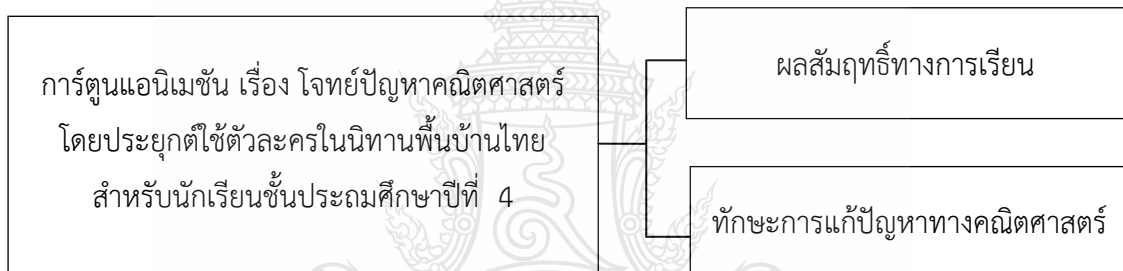 การ์ตูนแอนิเมชัน เรื่อง โจทย์ปัญหาคณิตศาสตร์
โดยประยุกต์ใช้ตัวละครในนิทานพื้นบ้านไทย
สำหรับนักเรียนชั้นประถมศึกษาปีที่ 4
ผลสัมฤทธิ์ทางการเรียน
ทักษะการแก้ปัญหาทางคณิตศาสตร์